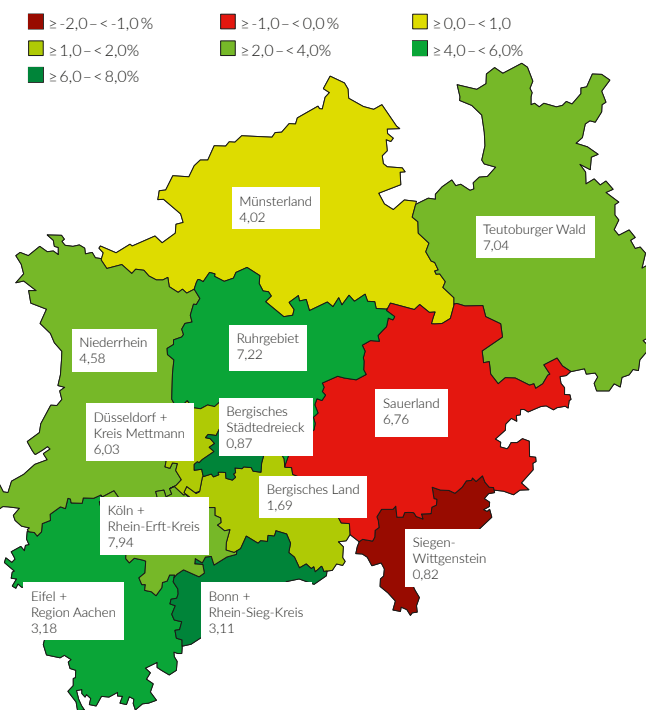 ≥ -2,0 – < -1,0 %
≥ -1,0 – < 0,0 %
≥ 0,0 – < 1,0
≥ 1,0 – < 2,0%
≥ 2,0 – < 4,0%
≥ 4,0 – < 6,0%
≥ 6,0 – < 8,0%
Münsterland
4,02
Teutoburger Wald
7,04
Niederrhein
4,58
Ruhrgebiet
7,22
Sauerland
6,76
Düsseldorf +
Kreis Mettmann
6,03
Bergisches
Städtedreieck
0,87
Bergisches Land
1,69
Köln +
Rhein-Erft-Kreis
7,94
Siegen-
Wittgenstein
0,82
Eifel +
Region Aachen
3,18
Bonn +
Rhein-Sieg-Kreis
3,11